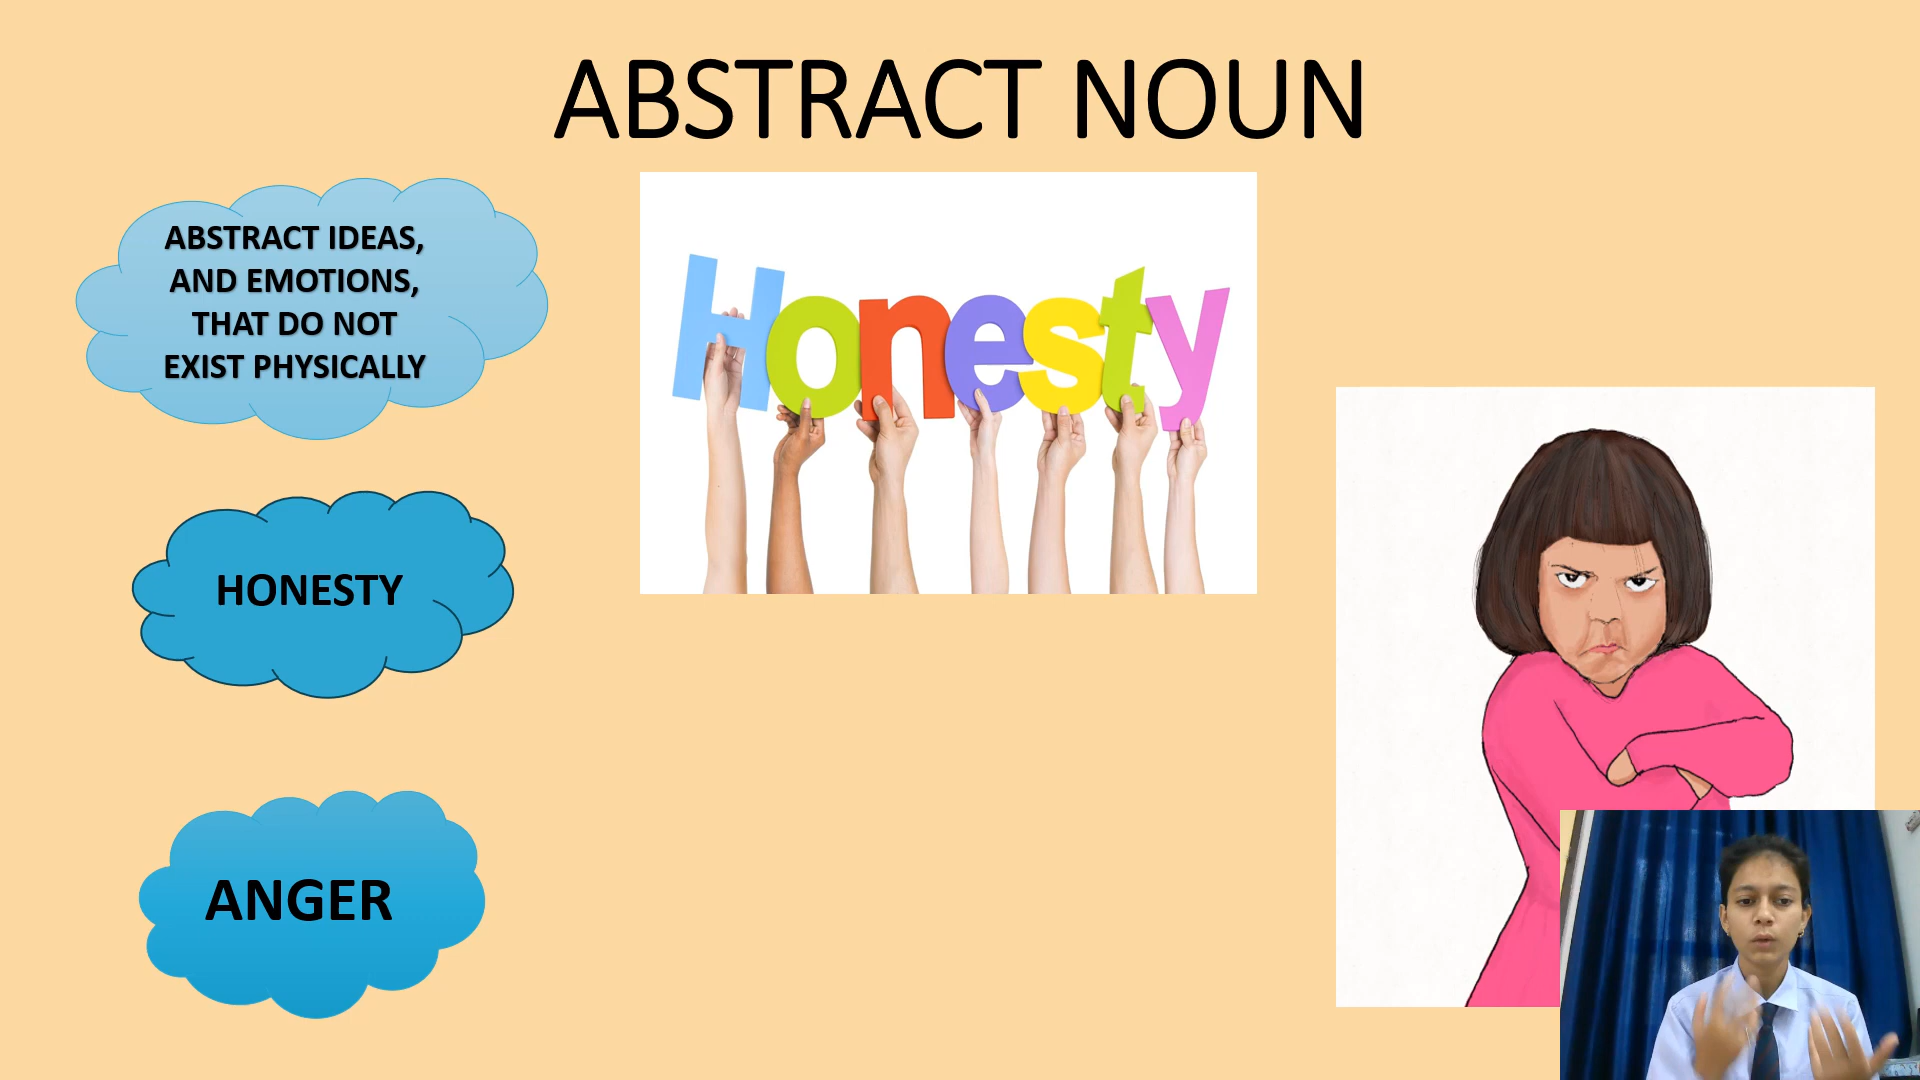 ABSTRACT NOUN
ABSTRACT IDEAS,
AND EMOTIONS,
THAT DO NOT
EXIST PHYSICALLY
Honesty
HONESTY
ANGER